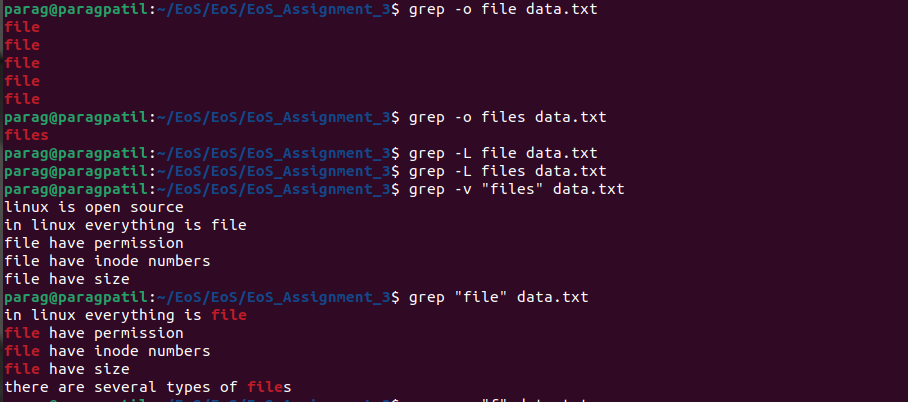 parag@paragpatil:~/EoS/EoS/EoS_Assignment_3$ grep -o file data.txt
file
file
file
file
file
parag@paragpatil:~/EoS/EoS/EoS_Assignment_3$ grep -o files data.txt
files
parag@paragpatil:~/EoS/EoS/EoS_Assignment_3$ grep -L file data.txt
parag@paragpatil:~/EoS/EoS/EoS_Assignment_3$ grep -L files data.txt
parag@paragpatil:~/EoS/EoS/EoS_Assignment_3$ grep -v "files" data.txt
linux is open source
in linux everything is file
file have permission
file have inode numbers
file have size
parag@paragpatil:~/EoS/EoS/EoS_Assignment_3$ grep "file" data.txt
in linux everything is file
file have permission
file have inode numbers
file have size
there are several types of files